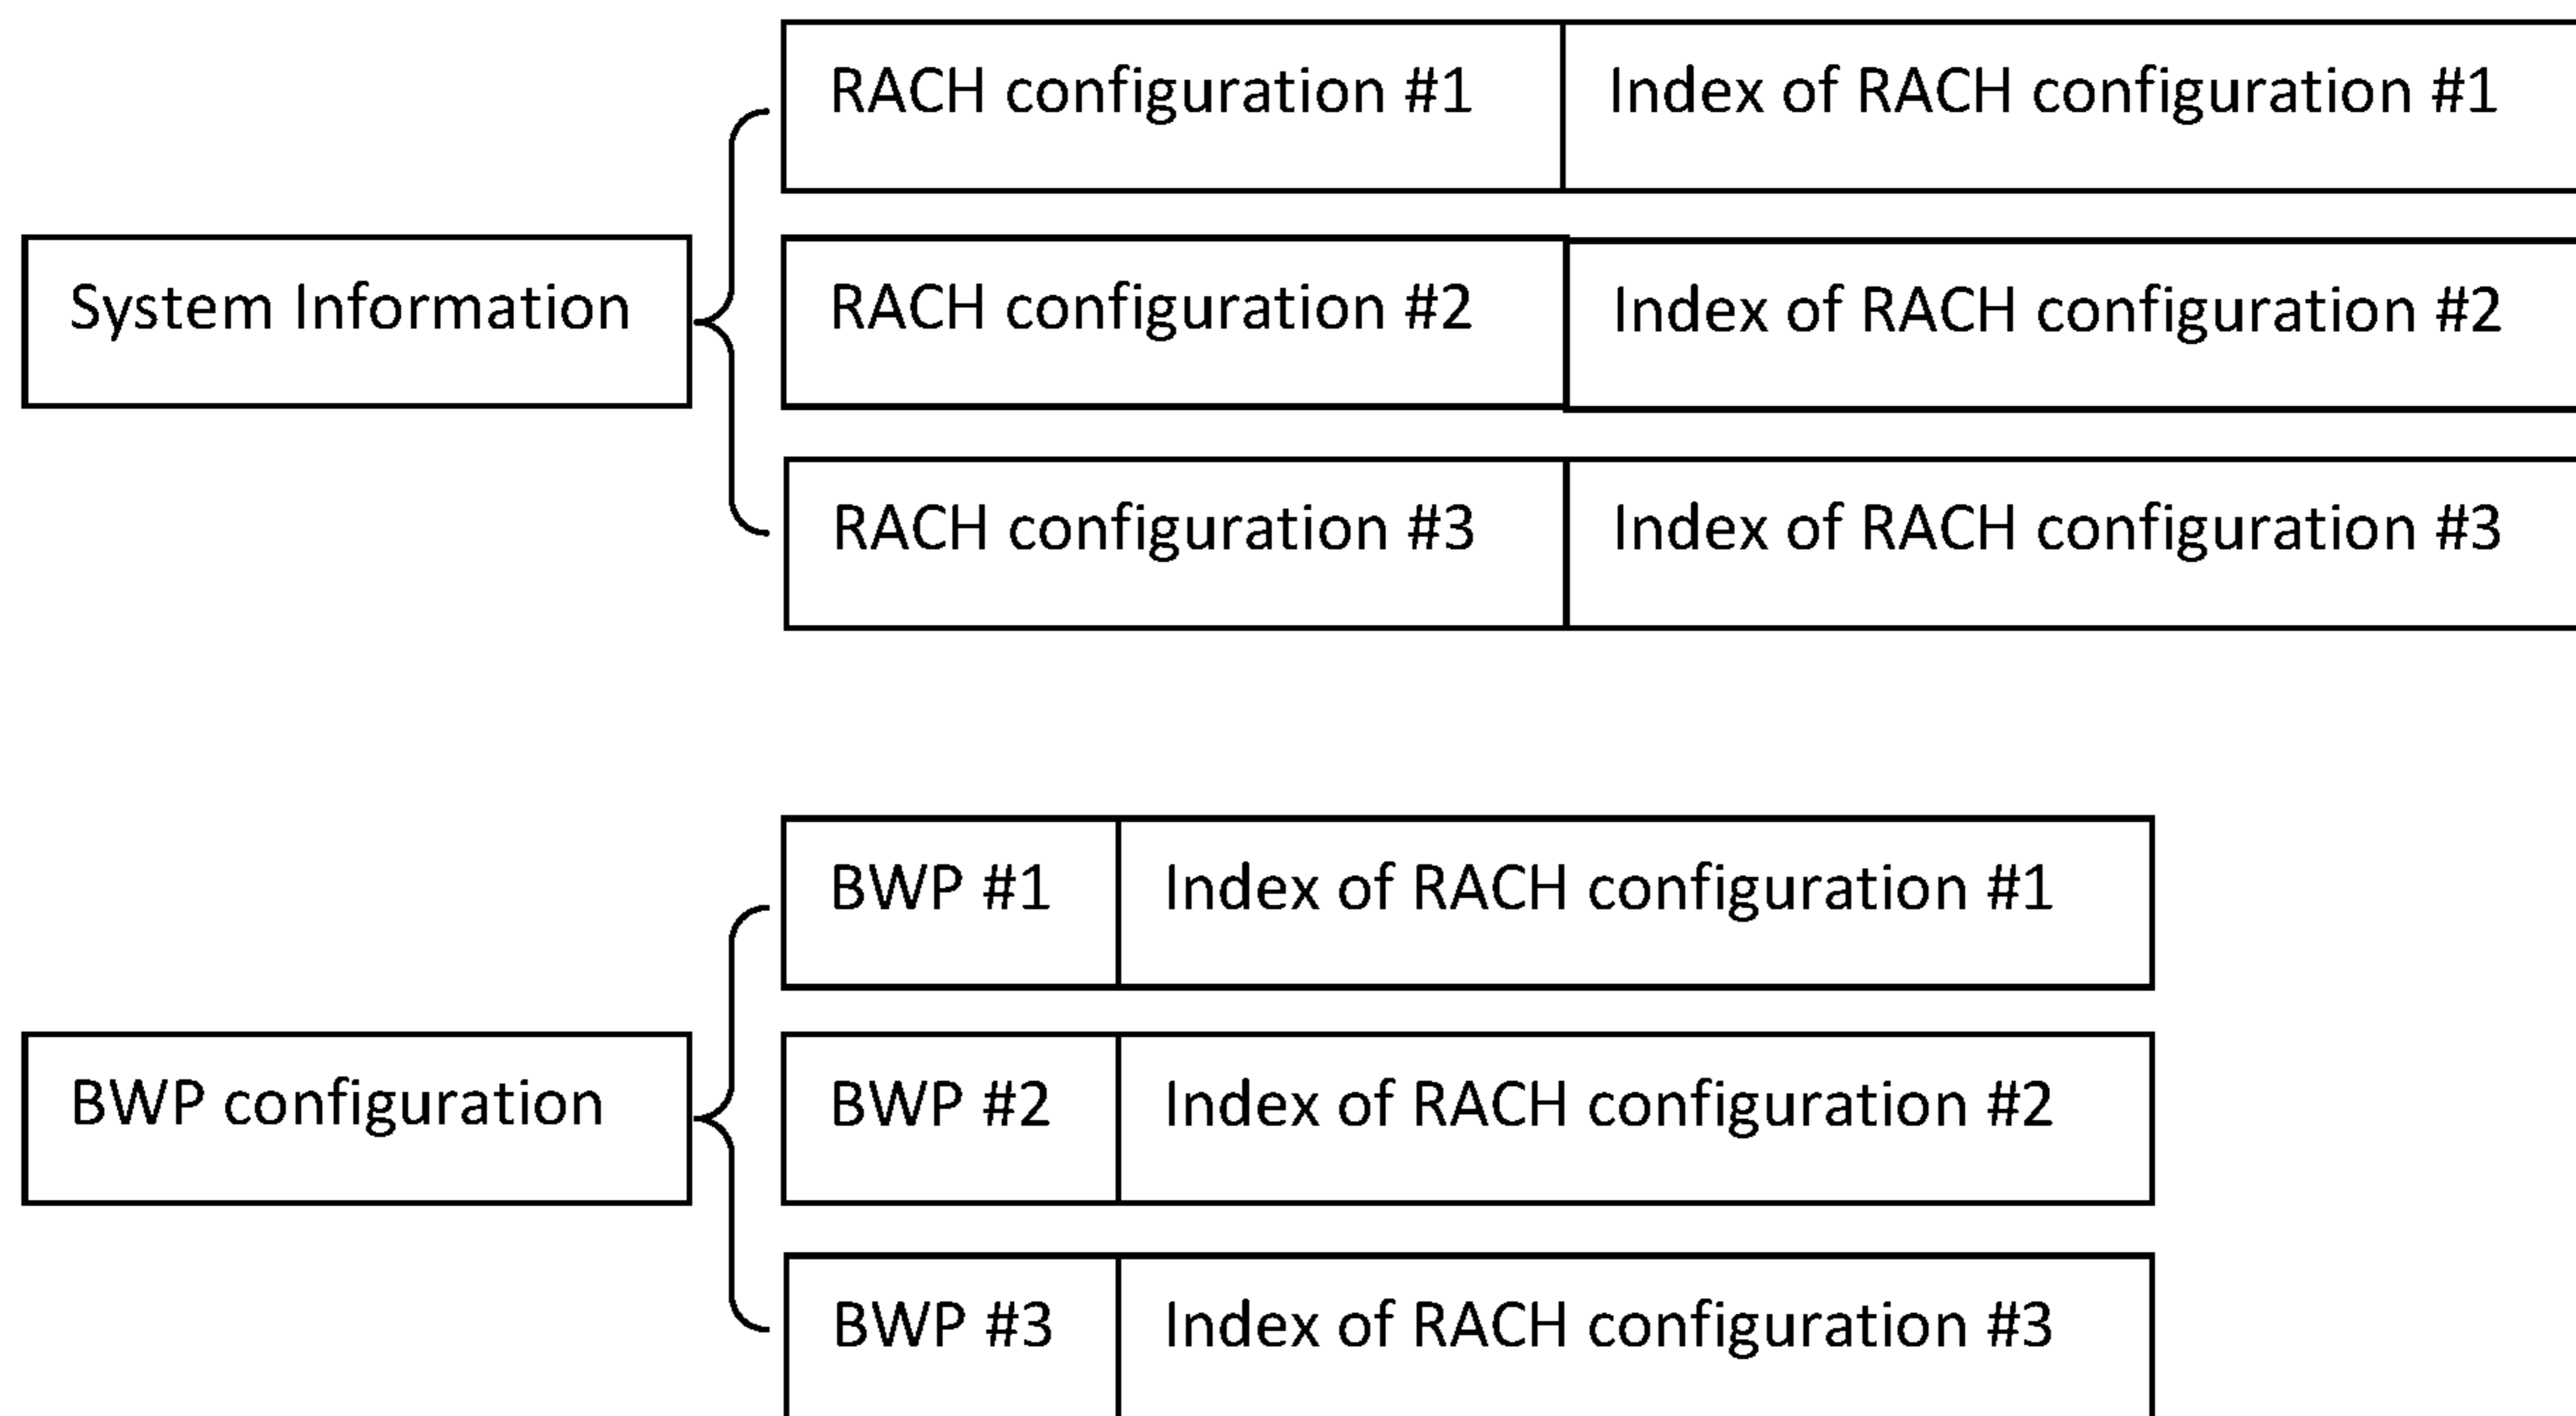 RACH configuration #1 Index of RACH configuration #1
System Information RACH configuration #2 Index of RACH configuration #2
RACH configuration #3 Index of RACH configuration #3
BWP #1 Index of RACH configuration #1
BWP configuration BWP #2 Index of RACH configuration #2
BWP #3 Index of RACH configuration #3